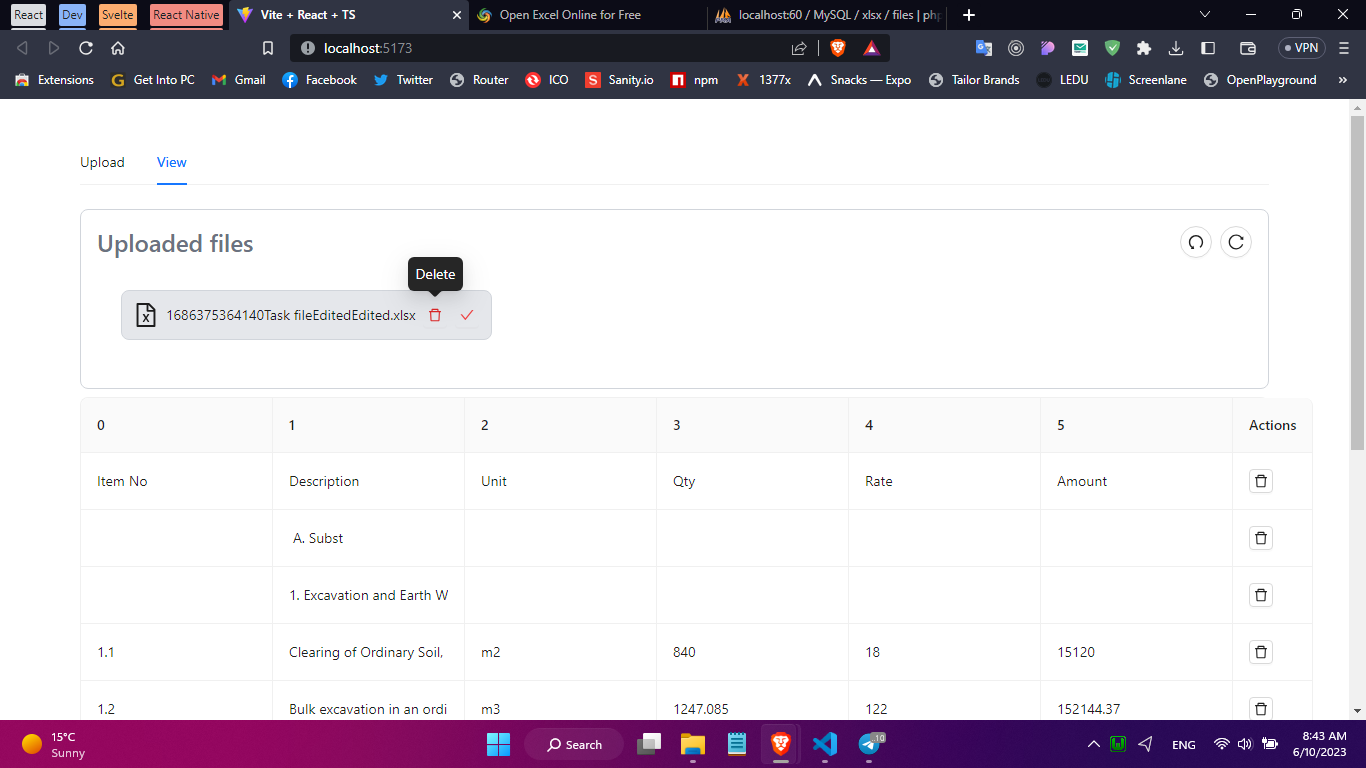 React Dev Svelte React Native Vite + React + TS Open Excel Online for Free localhost:60 / MySQL / xlsx / files | php
localhost:5173 VPN
Extensions Get Into PC Gmail Facebook Twitter Router ICO Sanity.io npm 1377x Snacks — Expo Tailor Brands LEDU Screenlane OpenPlayground »
Upload View
Uploaded files
Delete
1686375364140Task fileEditedEdited.xlsx
0 1 2 3 4 5 Actions
Item No Description Unit Qty Rate Amount
A. Subst
1. Excavation and Earth W
1.1 Clearing of Ordinary Soil, m2 840 18 15120
1.2 Bulk excavation in an ordi m3 1247.085 122 152144.37
15°C
Sunny
Search
.10
ENG
8:43 AM
6/10/2023